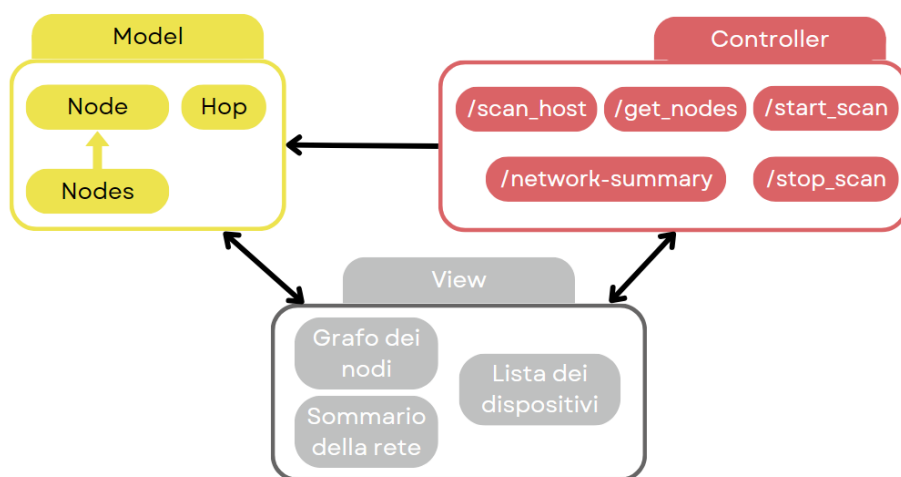 Model
Node
Hop
Nodes
Controller
/scan_host
/get_nodes
/start_scan
/network-summary
/stop_scan
View
Grafo dei
nodi
Lista dei
dispositivi
Sommario
della rete